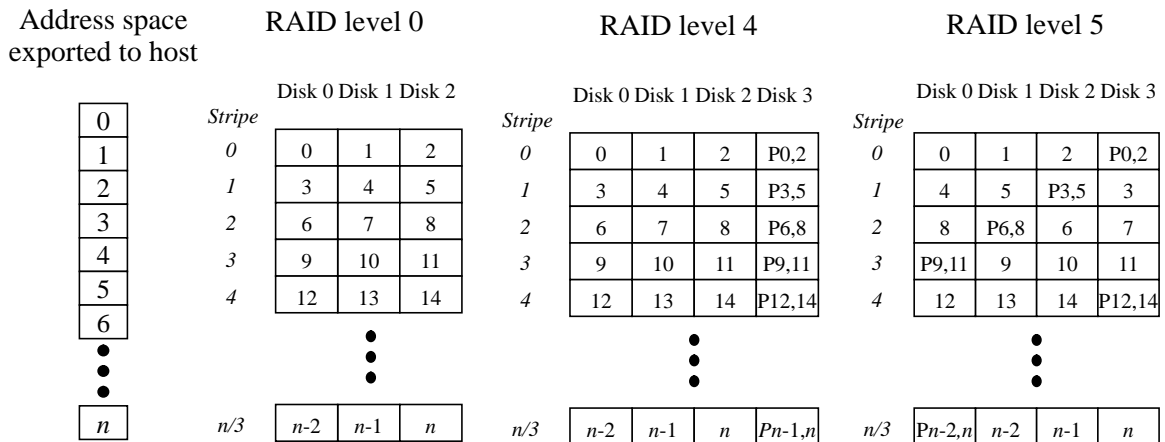 Address space
exported to host
0
1
2
3
4
5
6
n
RAID level 0
Disk 0 Disk 1 Disk 2
Stripe
0 0 1 2
1 3 4 5
2 6 7 8
3 9 10 11
4 12 13 14
n/3 n-2 n-1 n
RAID level 4
Disk 0 Disk 1 Disk 2 Disk 3
Stripe
0 0 1 2 P0,2
1 3 4 5 P3,5
2 6 7 8 P6,8
3 9 10 11 P9,11
4 12 13 14 P12,14
n/3 n-2 n-1 n Pn-1,n
RAID level 5
Disk 0 Disk 1 Disk 2 Disk 3
Stripe
0 0 1 2 P0,2
1 4 5 P3,5 3
2 8 P6,8 6 7
3 P9,11 9 10 11
4 12 13 14 P12,14
n/3 Pn-2,n n-2 n-1 n